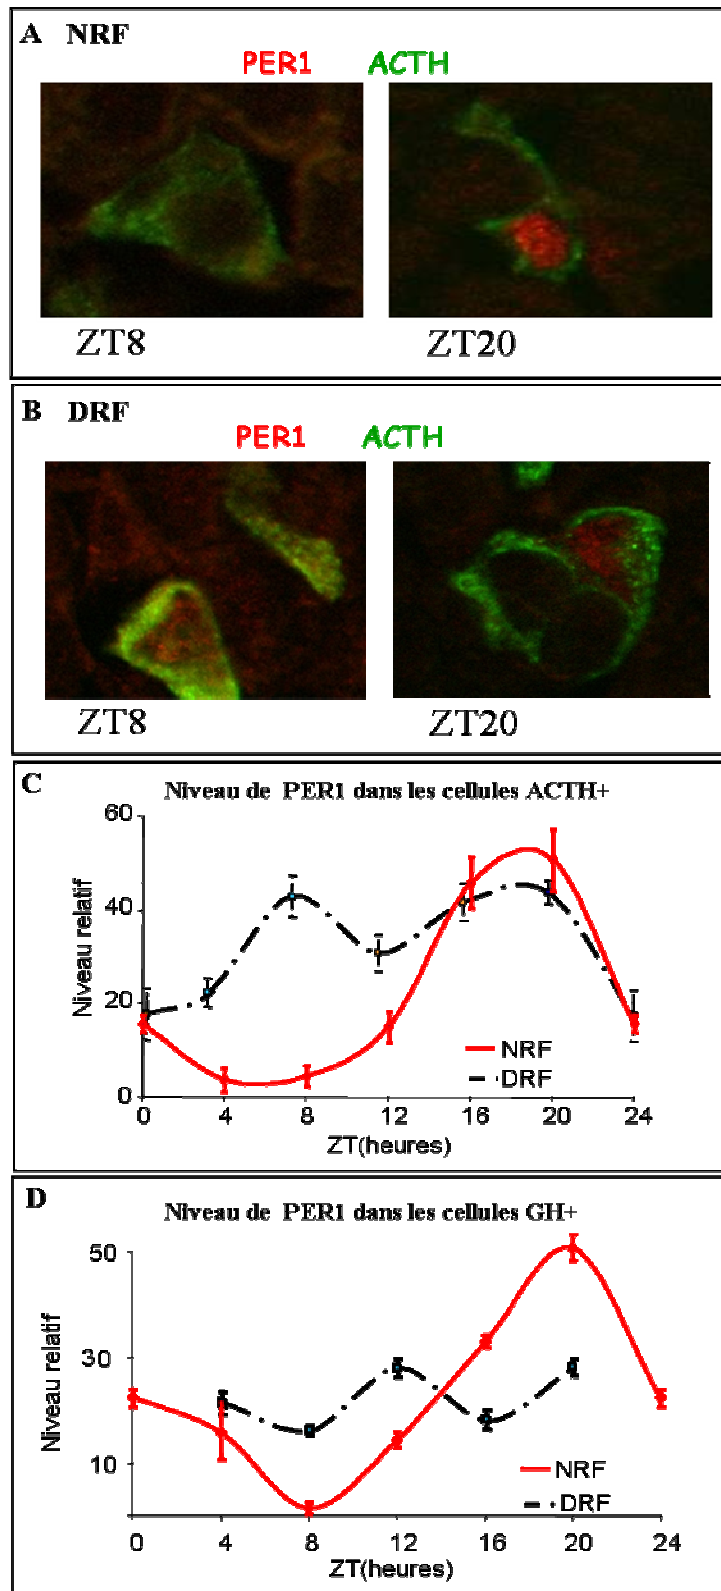 A NRF
PER1 ACTH
ZT8 ZT20
B DRF
PER1 ACTH
ZT8 ZT20
C
Niveau de PER1 dans les cellules ACTH+
Niveau relatif
60
40
20
0
NRF
DRF
0 4 8 12 16 20 24
ZT(heures)
D
Niveau de PER1 dans les cellules GH+
Niveau relatif
50
30
10
NRF
DRF
0 4 8 12 16 20 24
ZT(heures)